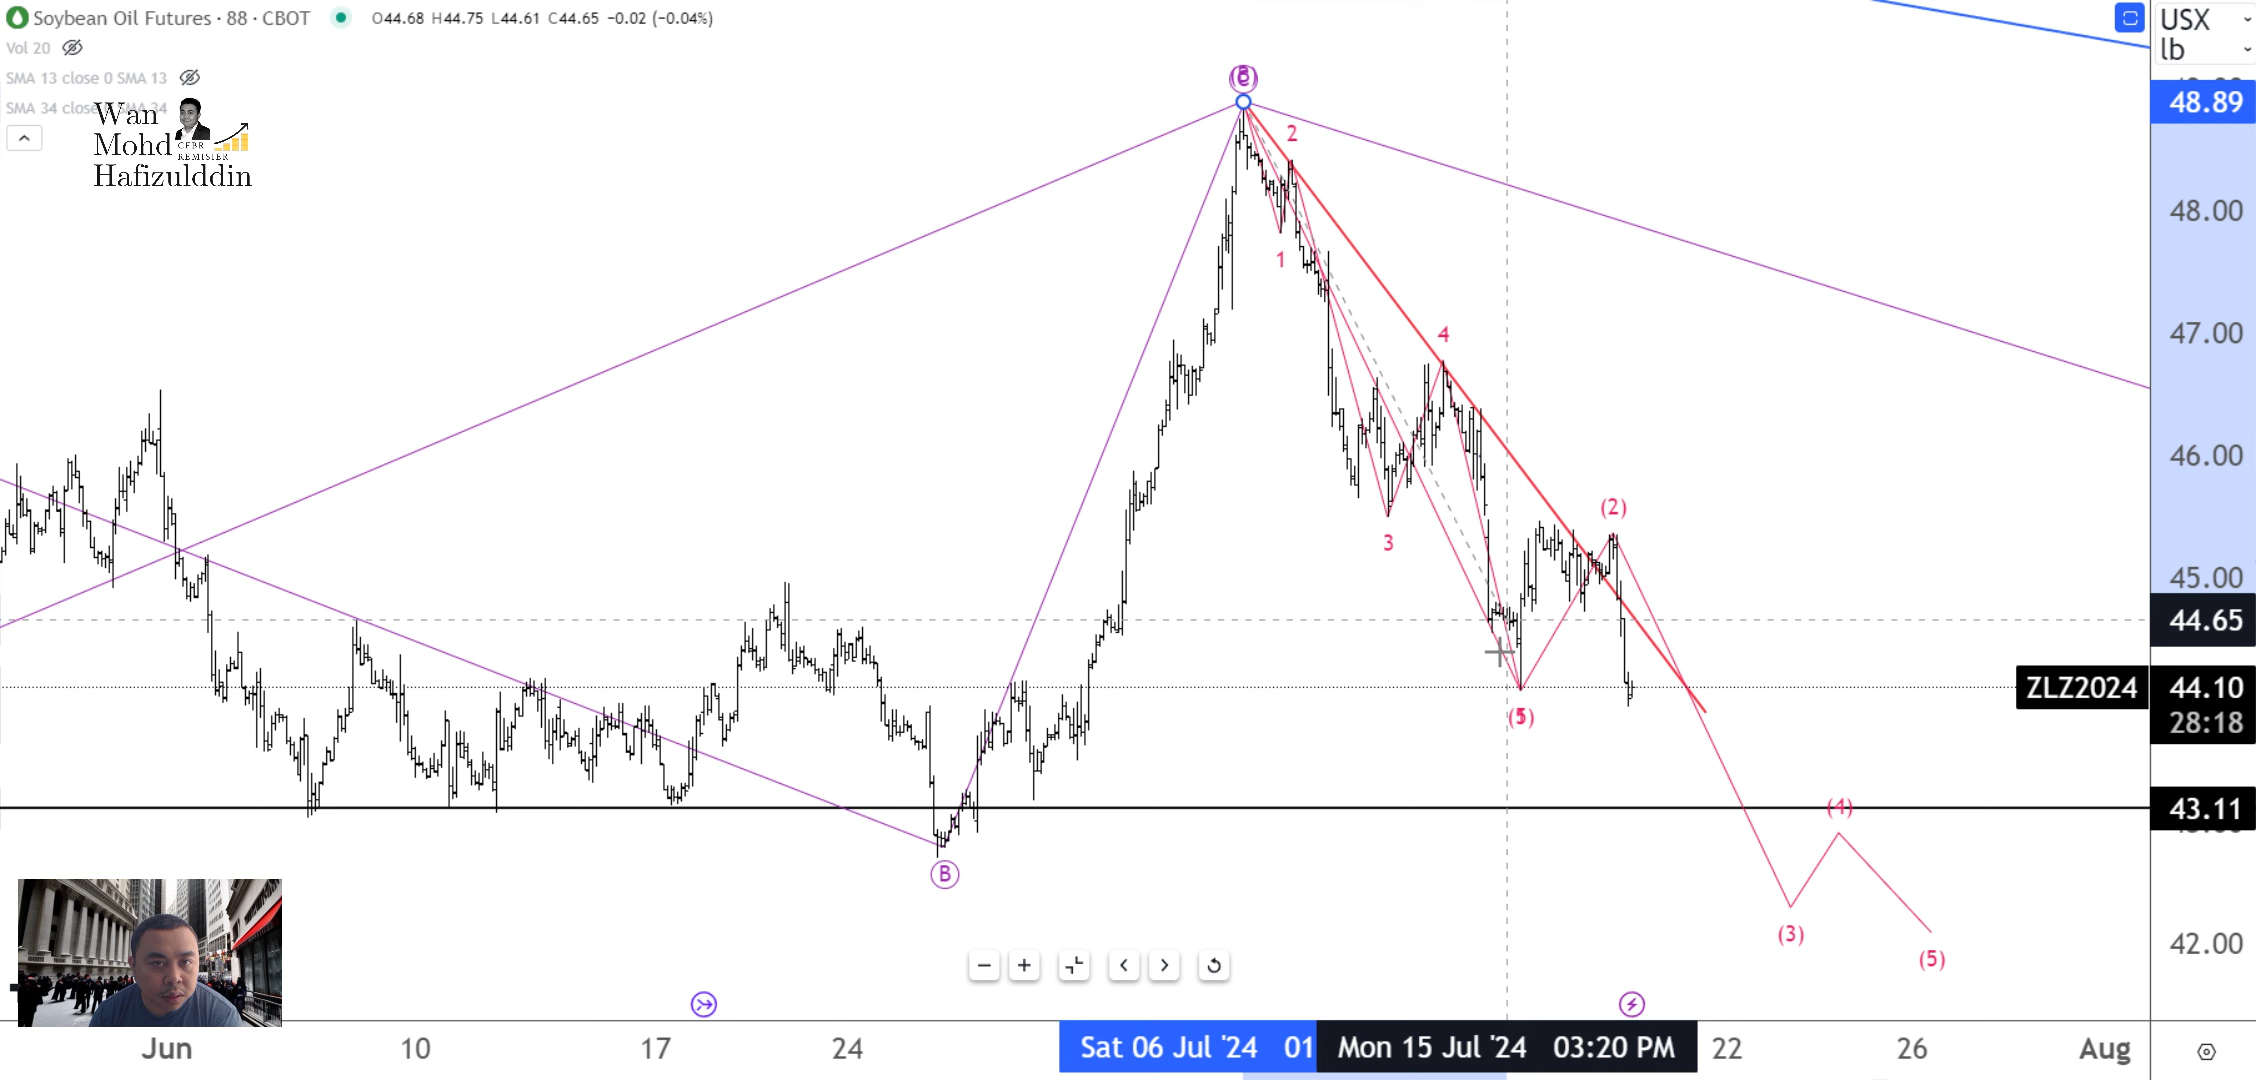 Soybean Oil Futures · 88 · CBOT O44.68 H44.75 L44.61 C44.65 −0.02 (−0.04%)
Vol 20
SMA 13 close 0 SMA 13
SMA 34 close SMA 34
Wan
Mohd CFBR
REMISIER
Hafizulddin
USX
lb
48.89
48.00
47.00
46.00
45.00
44.65
ZLZ2024 44.10
28:18
43.11
42.00
2
1
4
3
(2)
(5)
B
(4)
(3)
(5)
Jun 10 17 24 Sat 06 Jul '24 01 Mon 15 Jul '24 03:20 PM 22 26 Aug